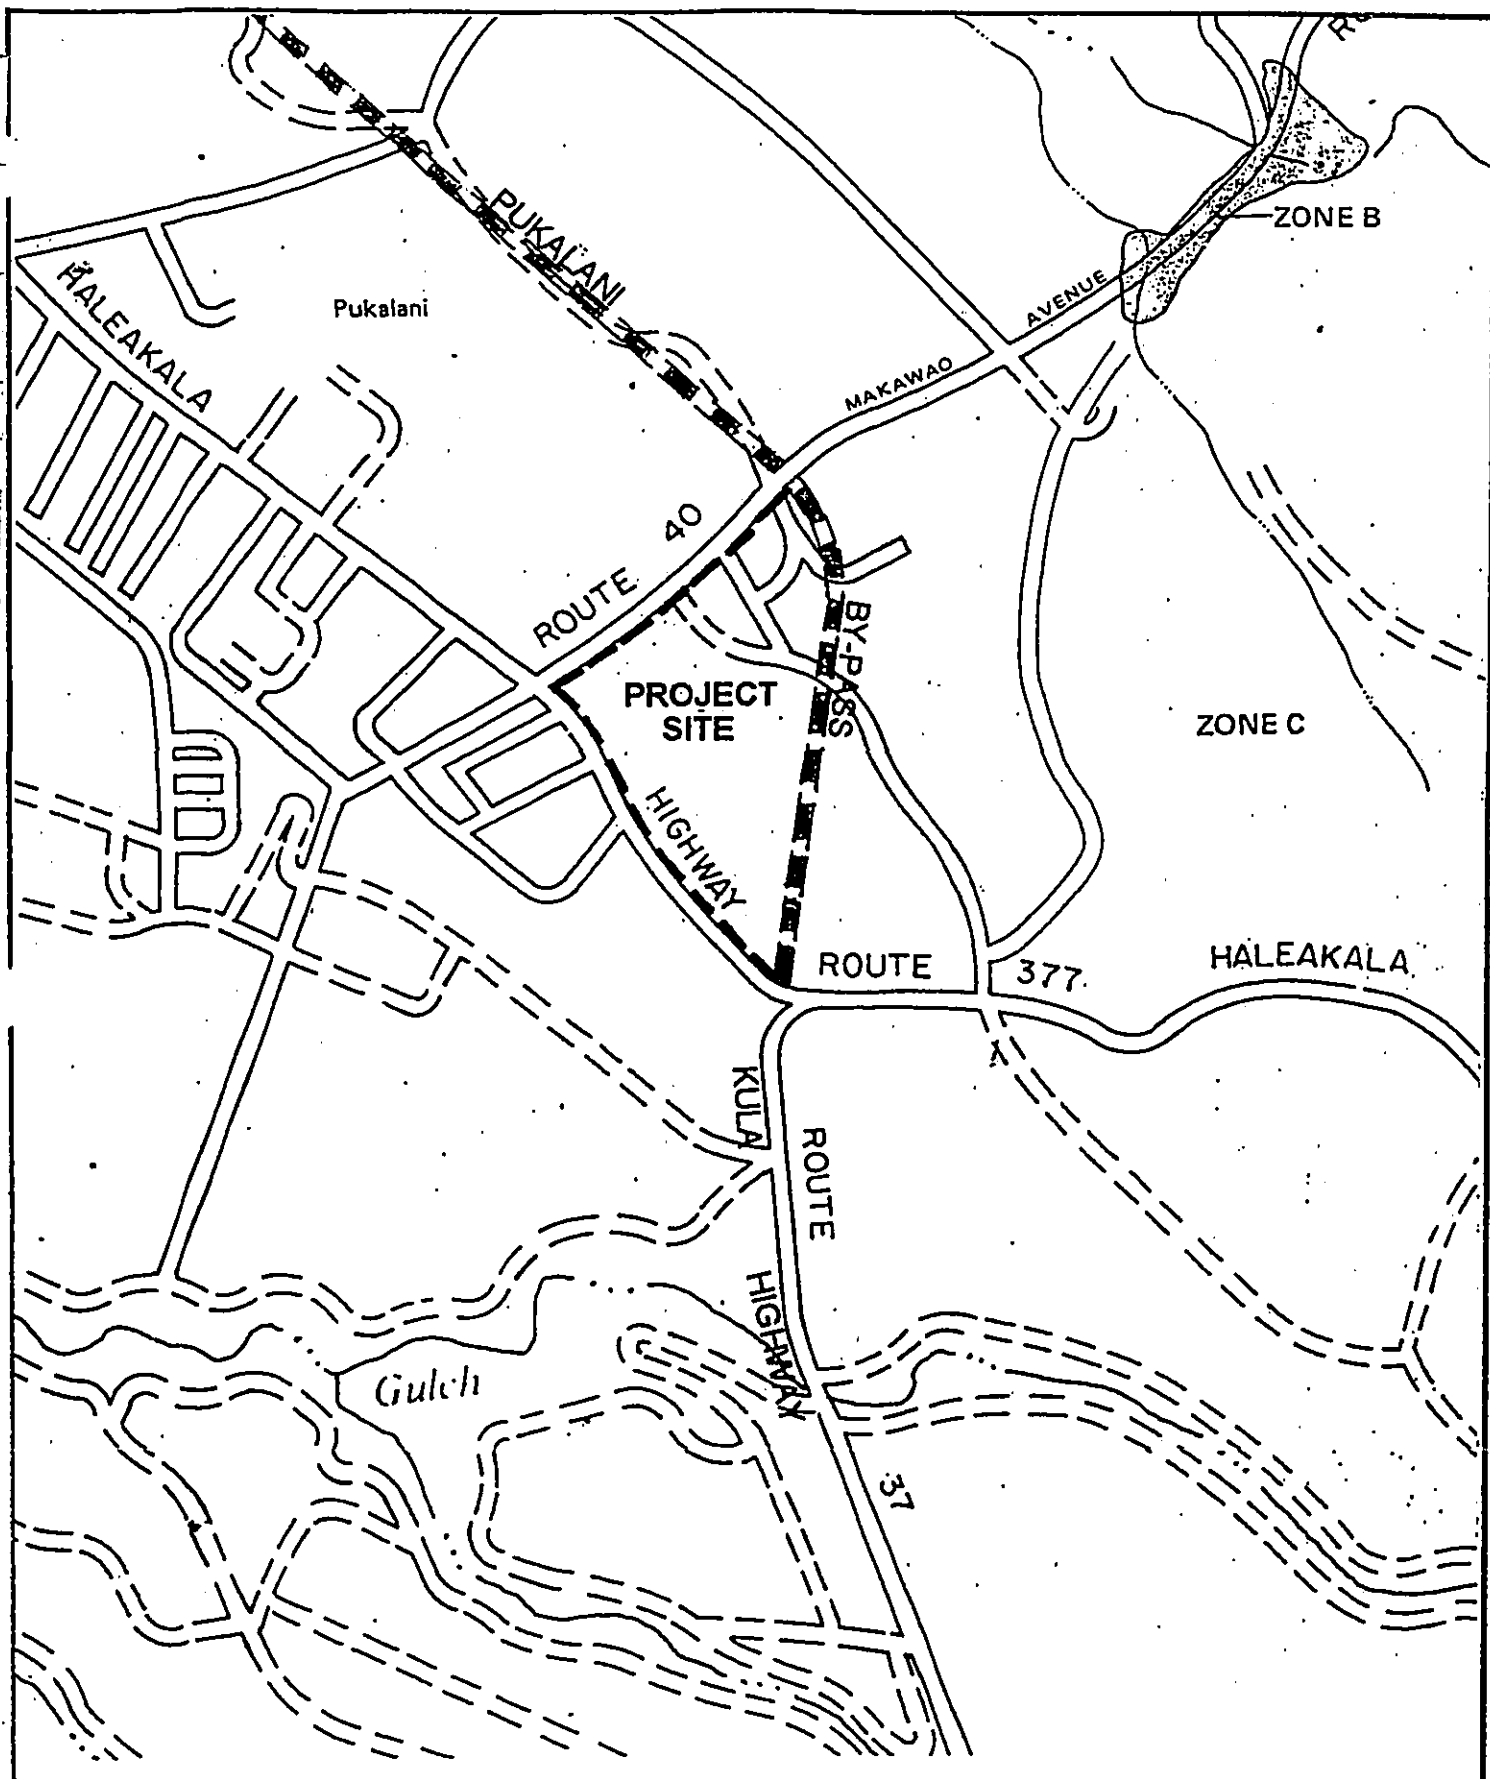 ZONE B
PUKALANI
HALEAKALA
Pukalani
AVENUE
MAKAWAO
40
ROUTE
BY-PASS
PROJECT
SITE
ZONE C
HIGHWAY
ROUTE
377
HALEAKALA
KULA
ROUTE
HIGHWAY
Gulch
37